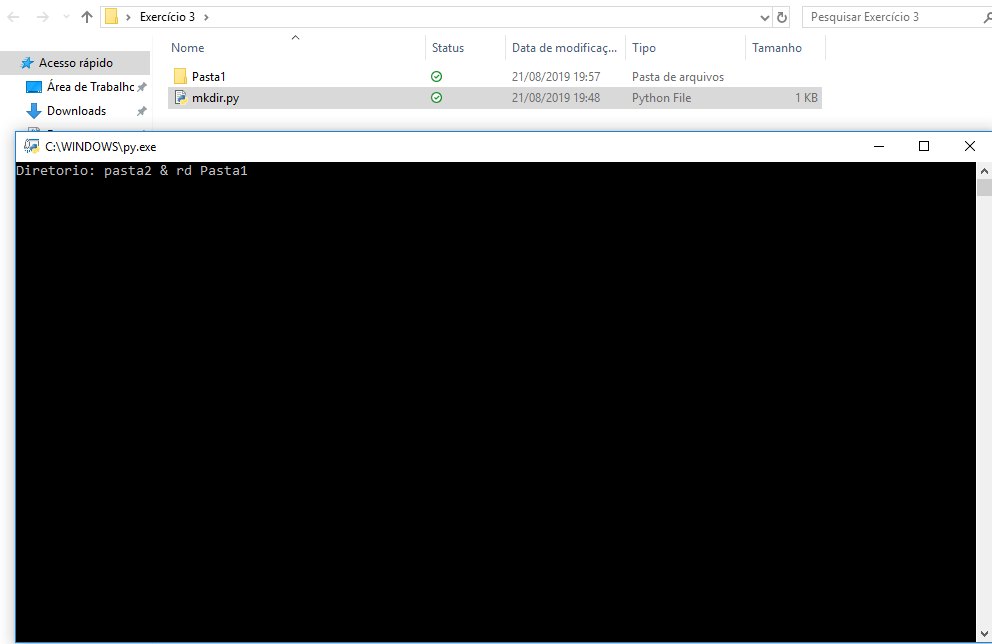 Exercício 3
Pesquisar Exercício 3
Nome Status Data de modificaç... Tipo Tamanho
Acesso rápido
Pasta1 21/08/2019 19:57 Pasta de arquivos
Área de Trabalhc
mkdir.py 21/08/2019 19:48 Python File 1 KB
Downloads
C:\WINDOWS\py.exe
Diretorio: pasta2 & rd Pasta1